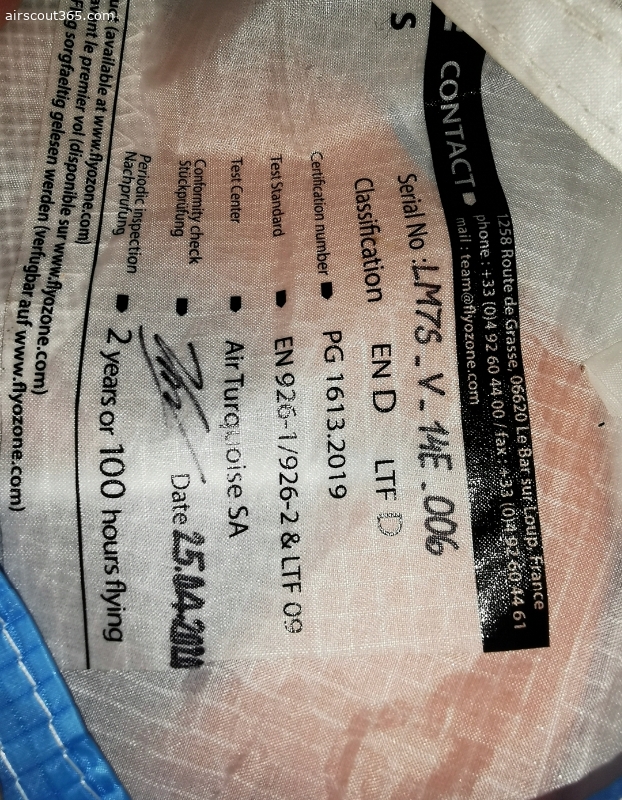 airscout365.com
S
CONTACT
1258 Route de Grasse, 06620 Le Bar sur Loup, France
phone : +33 (0)4 92 60 44 00 / fax : +33 (0)4 92 60 44 61
mail : team@flyozone.com
Serial No : LM7S - V - 14E - 006
Classification EN D LTF D
Certification number PG 1613.2019
Test Standard EN 926-1/926-2 & LTF 09
Test Center Air Turquoise SA
Conformity check
Stückprüfung Date 25.04
Periodic inspection
Nachprüfung 2 years or 100 hours flying
(available at www.flyozone.com)
le premier vol (disponible sur www.flyozone.com)
sorgfaeltig gelesen werden (verfugbar auf www.flyozone.com)